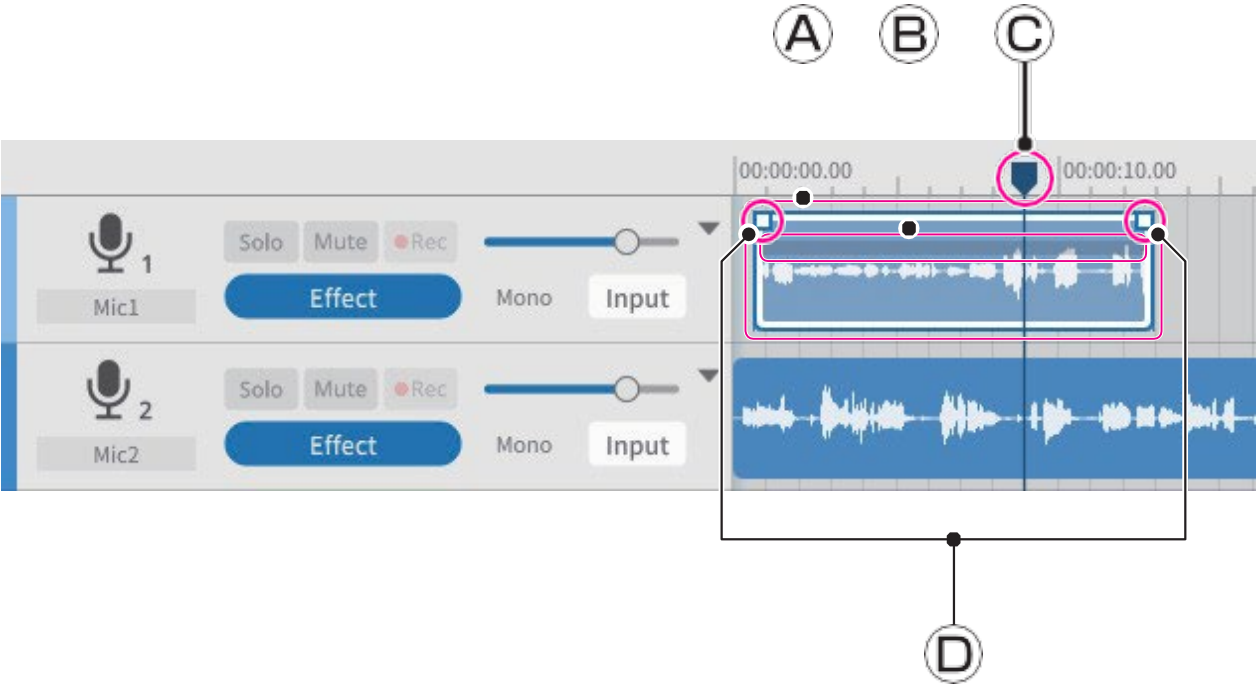 A B C
00:00:00.00 00:00:10.00
Solo Mute Rec
1
Mic1
Effect Mono Input
Solo Mute Rec
2
Mic2
Effect Mono Input
D